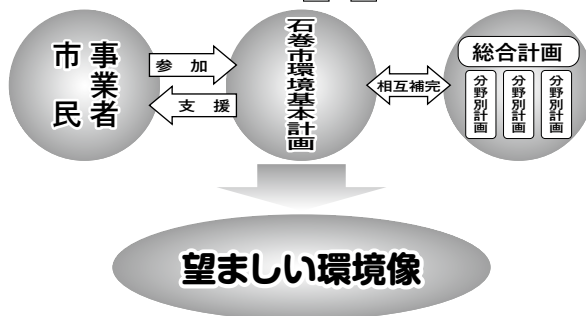 事業者
市民
参加
支援
石巻市環境基本計画
相互補完
総合計画
分野別計画
分野別計画
分野別計画
望ましい環境像